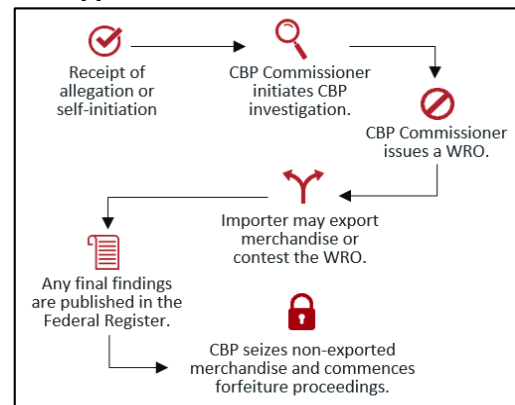 Receipt of
allegation or
self-initiation
CBP Commissioner
initiates CBP
investigation.
CBP Commissioner
issues a WRO.
Importer may export
merchandise or
contest the WRO.
Any final findings
are published in the
Federal Register.
CBP seizes non-exported
merchandise and commences
forfeiture proceedings.